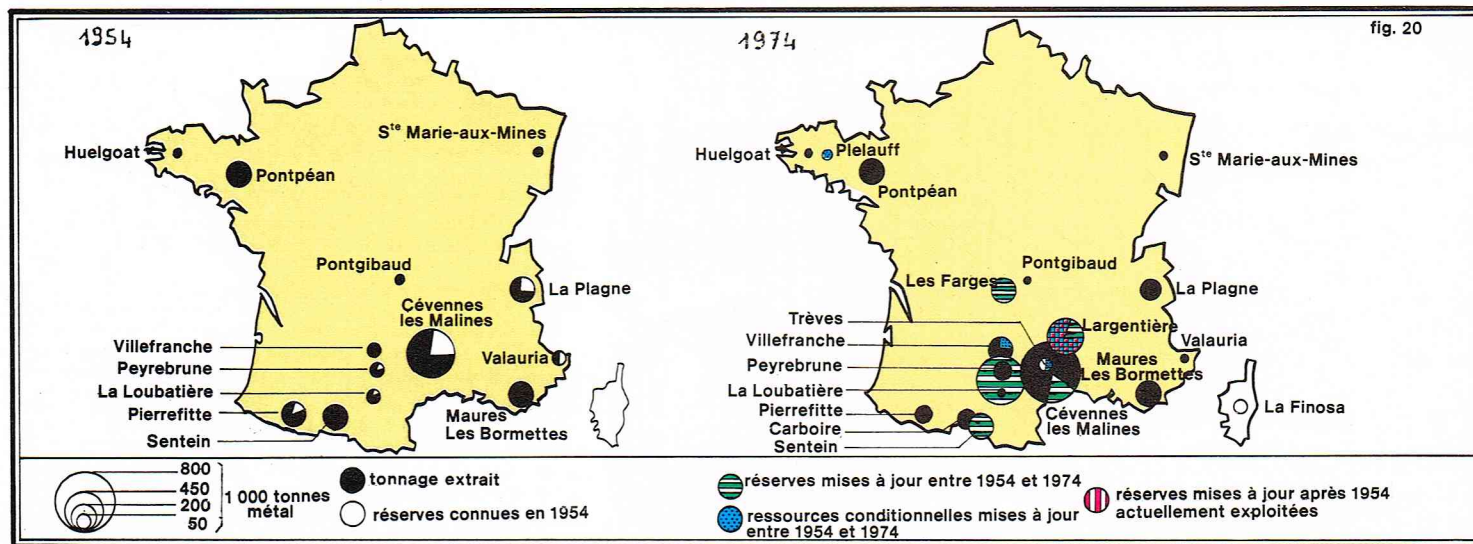 1954
Huelgoat
Ste Marie-aux-Mines
Pontpéan
Pontgibaud
La Plagne
Cévennes
les Malines
Villefranche
Valauria
Peyrebrune
La Loubatière
Pierrefitte
Maures
Les Bormettes
Sentein
1974
fig. 20
Huelgoat
Plelauff
Ste Marie-aux-Mines
Pontpéan
Pontgibaud
Les Farges
La Plagne
Trèves
Largentière
Villefranche
Valauria
Peyrebrune
Maures
Les Bormettes
La Loubatière
Pierrefitte
La Finosa
Carboire
Cévennes
les Malines
Sentein
800
450
200
50
1 000 tonnes
métal
tonnage extrait
réserves connues en 1954
réserves mises à jour entre 1954 et 1974
ressources conditionnelles mises à jour
entre 1954 et 1974
réserves mises à jour après 1954
actuellement exploitées